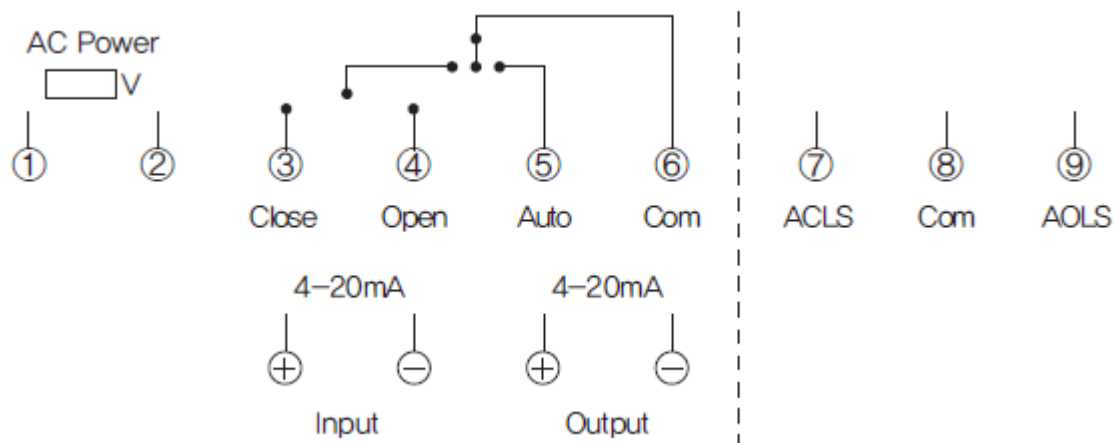 AC Power
V
① ② ③ ④ ⑤ ⑥ ⑦ ⑧ ⑨
Close Open Auto Com ACLS Com AOLS
4-20mA 4-20mA
+ − + −
Input Output